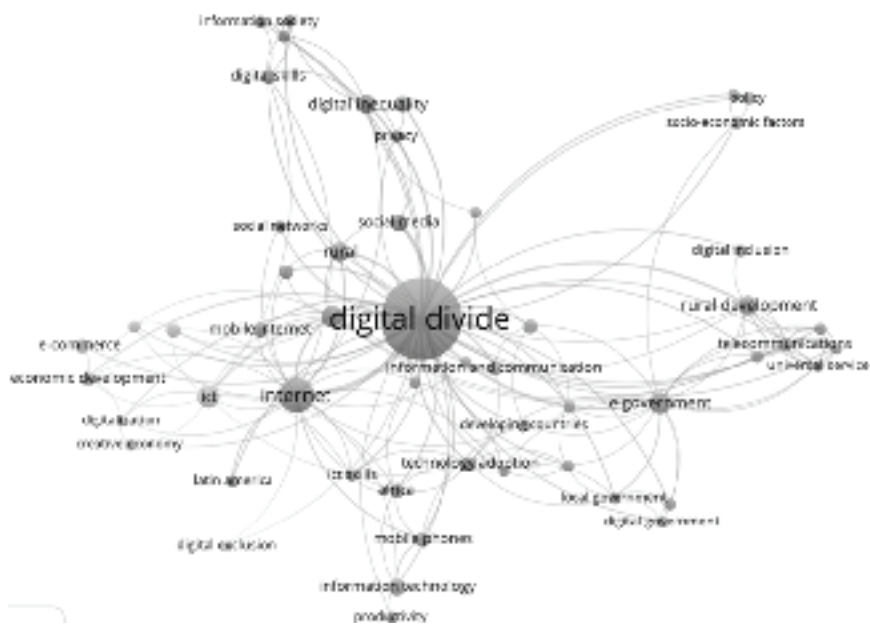 information society
digital skills
digital inequality
policy
socio-economic factors
privacy
social networks
social media
rural
digital inclusion
rural development
digital divide
mobile internet
e-commerce
telecommunications
universal service
information and communication
economic development
internet
ict
e-government
digitalization
developing countries
creative economy
technology adoption
latin america
ict skills
africa
local government
digital government
mobile phones
digital exclusion
information technology
productivity